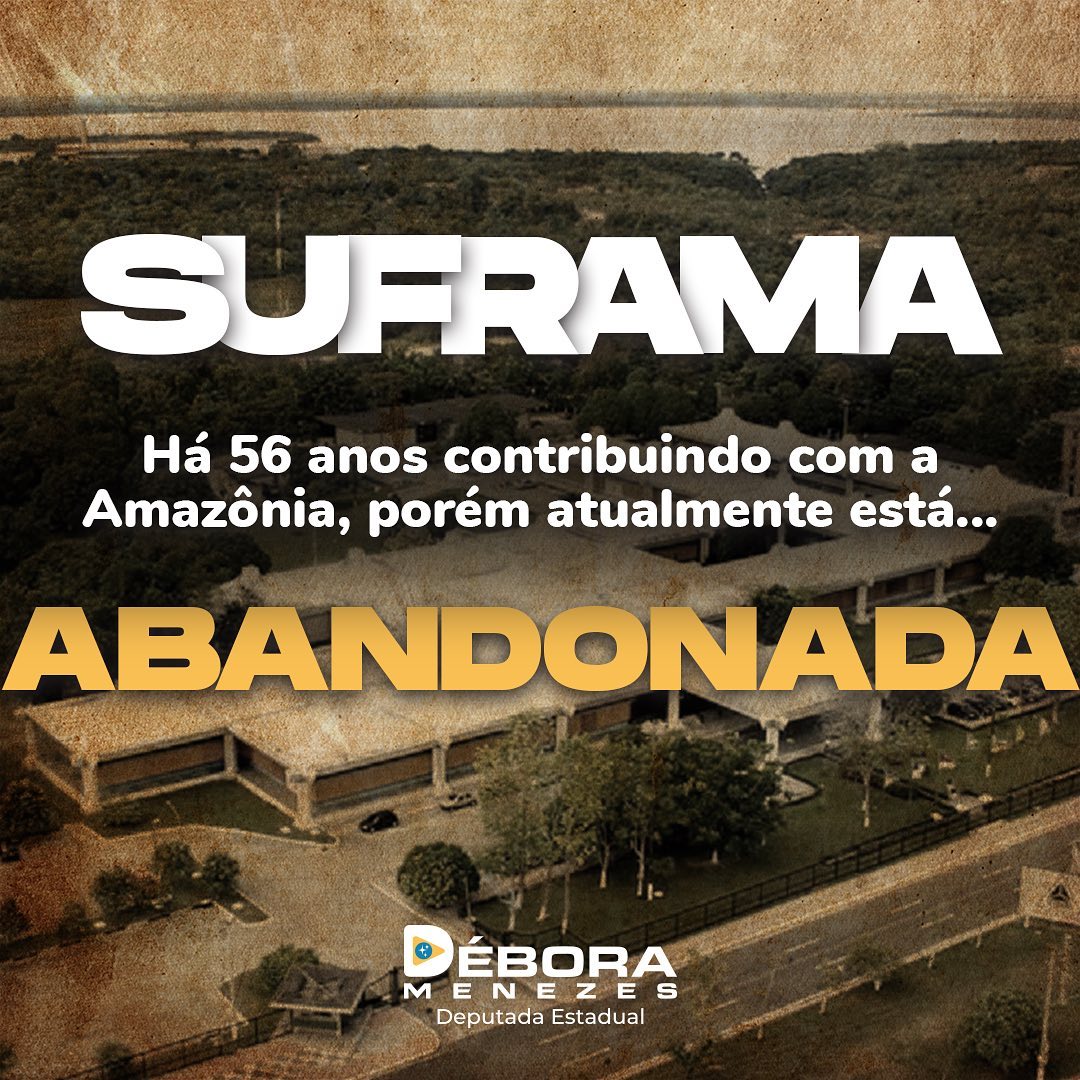 SUFRAMA
Há 56 anos contribuindo com a
Amazônia, porém atualmente está...
ABANDONADA
DÉBORA
MENEZES
Deputada Estadual